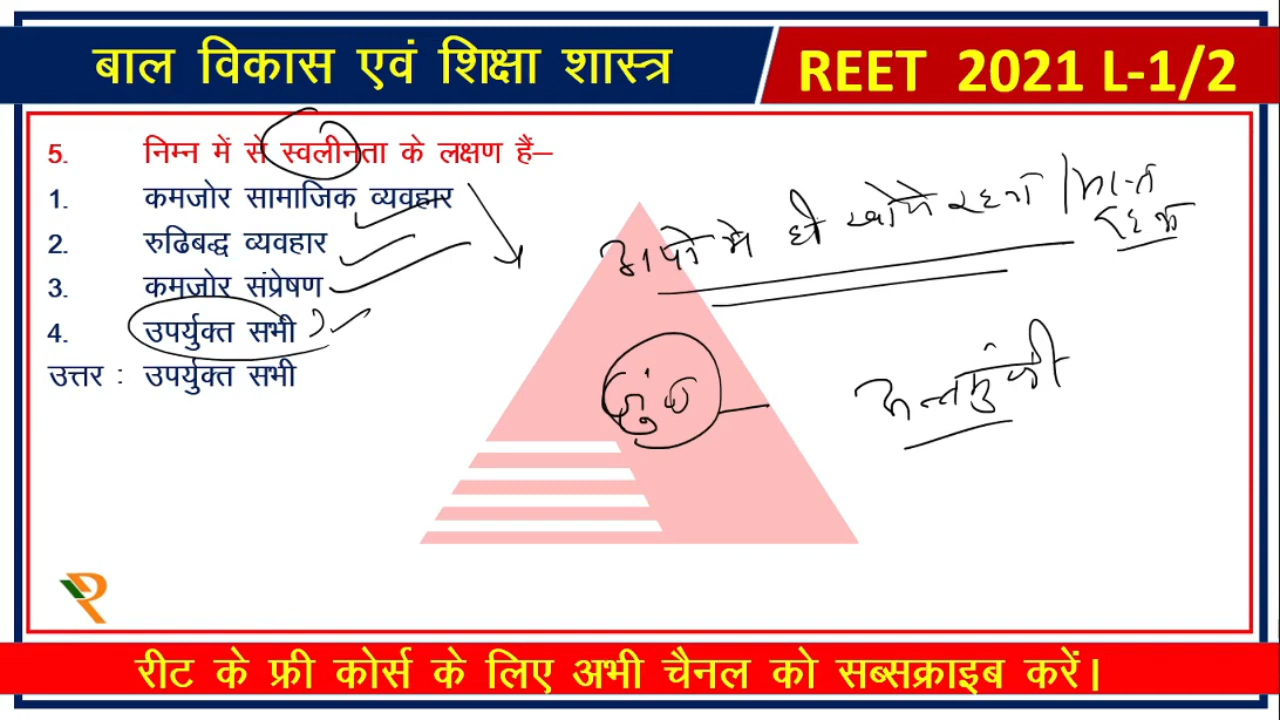 बाल विकास एवं शिक्षा शास्त्र
REET 2021 L-1/2
5. निम्न में से स्वलीनता के लक्षण हैं–
1. कमजोर सामाजिक व्यवहार
2. रुढिबद्ध व्यवहार
3. कमजोर संप्रेषण
4. उपर्युक्त सभी
उत्तर : उपर्युक्त सभी
में ही खोये रहना
अन्तर्मुखी
रीट के फ्री कोर्स के लिए अभी चैनल को सब्सक्राइब करें।